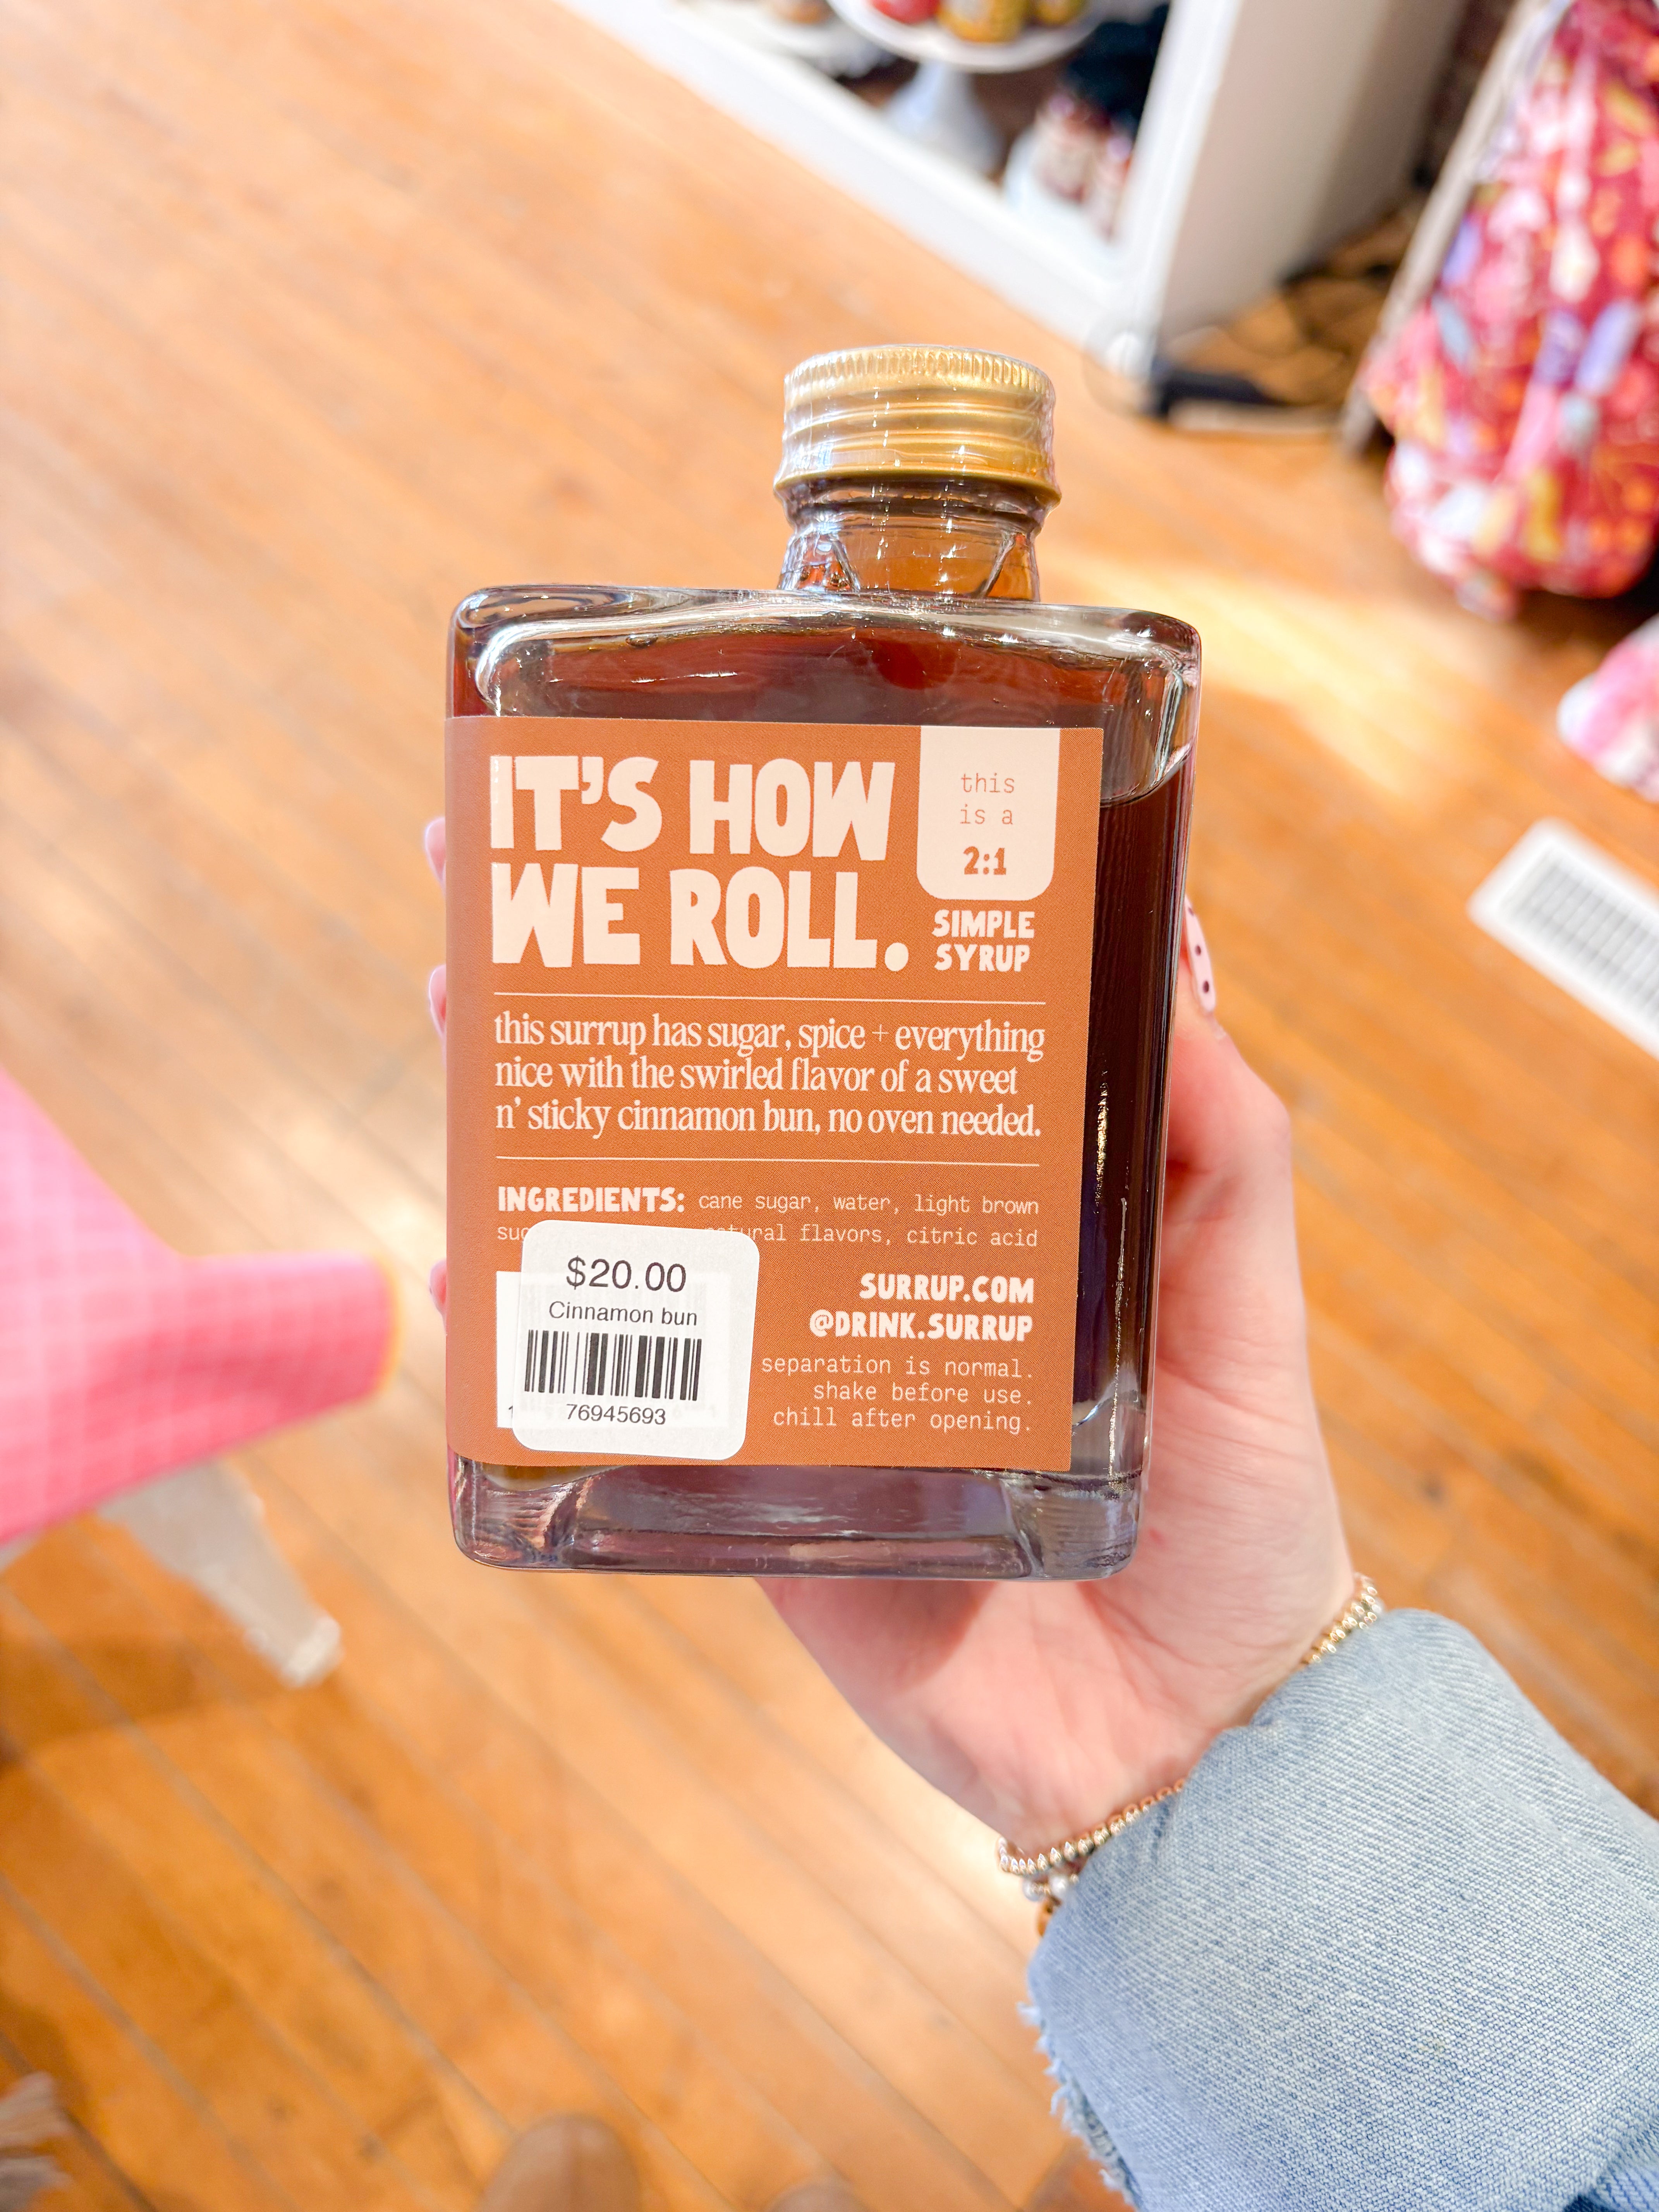 IT'S HOW
WE ROLL.
this
is a
2:1
SIMPLE
SYRUP
this surrup has sugar, spice + everything
nice with the swirled flavor of a sweet
n' sticky cinnamon bun, no oven needed.
INGREDIENTS: cane sugar, water, light brown
natural flavors, citric acid
$20.00
Cinnamon bun
76945693
SURRUP.COM
@DRINK.SURRUP
separation is normal.
shake before use.
chill after opening.